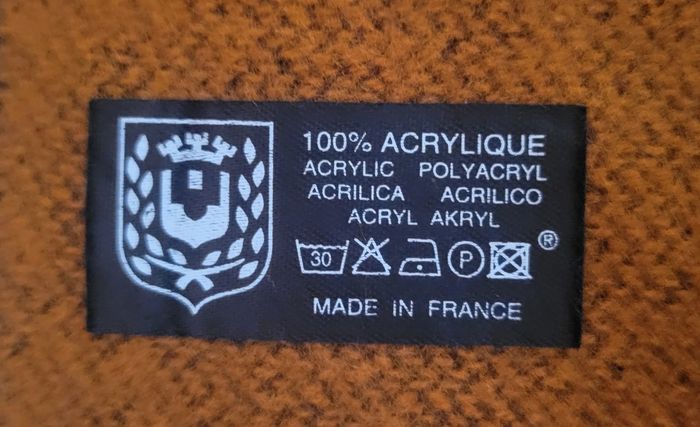 100% ACRYLIQUE
ACRYLIC POLYACRYL
ACRILICA ACRILICO
ACRYL AKRYL
30 P ®
MADE IN FRANCE